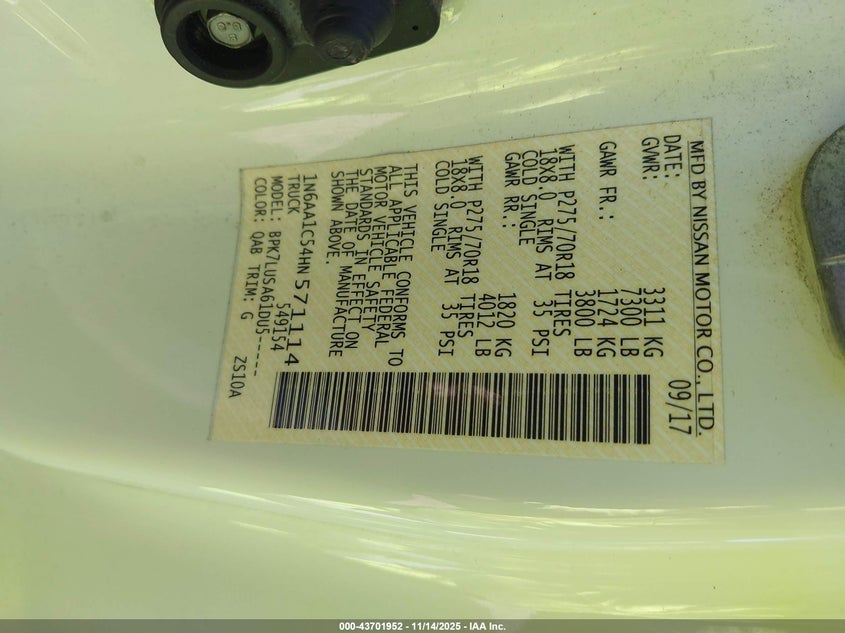 MFD BY NISSAN MOTOR CO., LTD.
DATE: 09/17
GVWR: 3311 KG
7300 LB
GAWR FR.: 1724 KG
3800 LB
WITH P275/70R18 TIRES
18X8.0 RIMS AT 35 PSI
COLD SINGLE
GAWR RR.: 1820 KG
4012 LB
WITH P275/70R18 TIRES
18X8.0 RIMS AT 35 PSI
COLD SINGLE
THIS VEHICLE CONFORMS TO
ALL APPLICABLE FEDERAL
MOTOR VEHICLE SAFETY
STANDARDS IN EFFECT ON
THE DATE OF MANUFACTURE
SHOWN ABOVE.
1N6AA1C54HN571114
TRUCK 549154
MODEL: BPK7LUSA61DU5-----
COLOR: QAB TRIM: G ZS10A
000-43701952 - 11/14/2025 - IAA Inc.